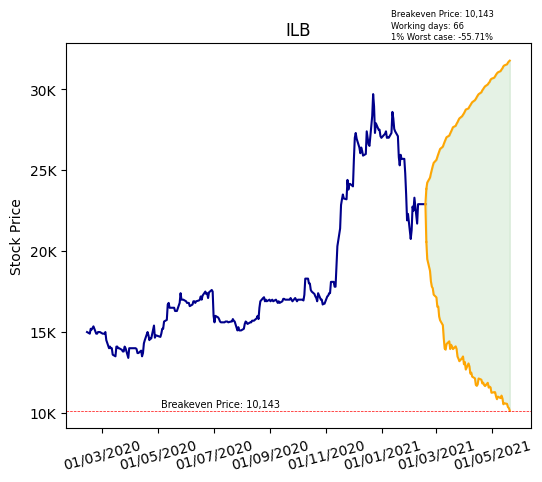 Breakeven Price: 10,143
Working days: 66
1% Worst case: -55.71%
ILB
Stock Price
30K
25K
20K
15K
10K
Breakeven Price: 10,143
01/03/2020 01/05/2020 01/07/2020 01/09/2020 01/11/2020 01/01/2021 01/03/2021 01/05/2021